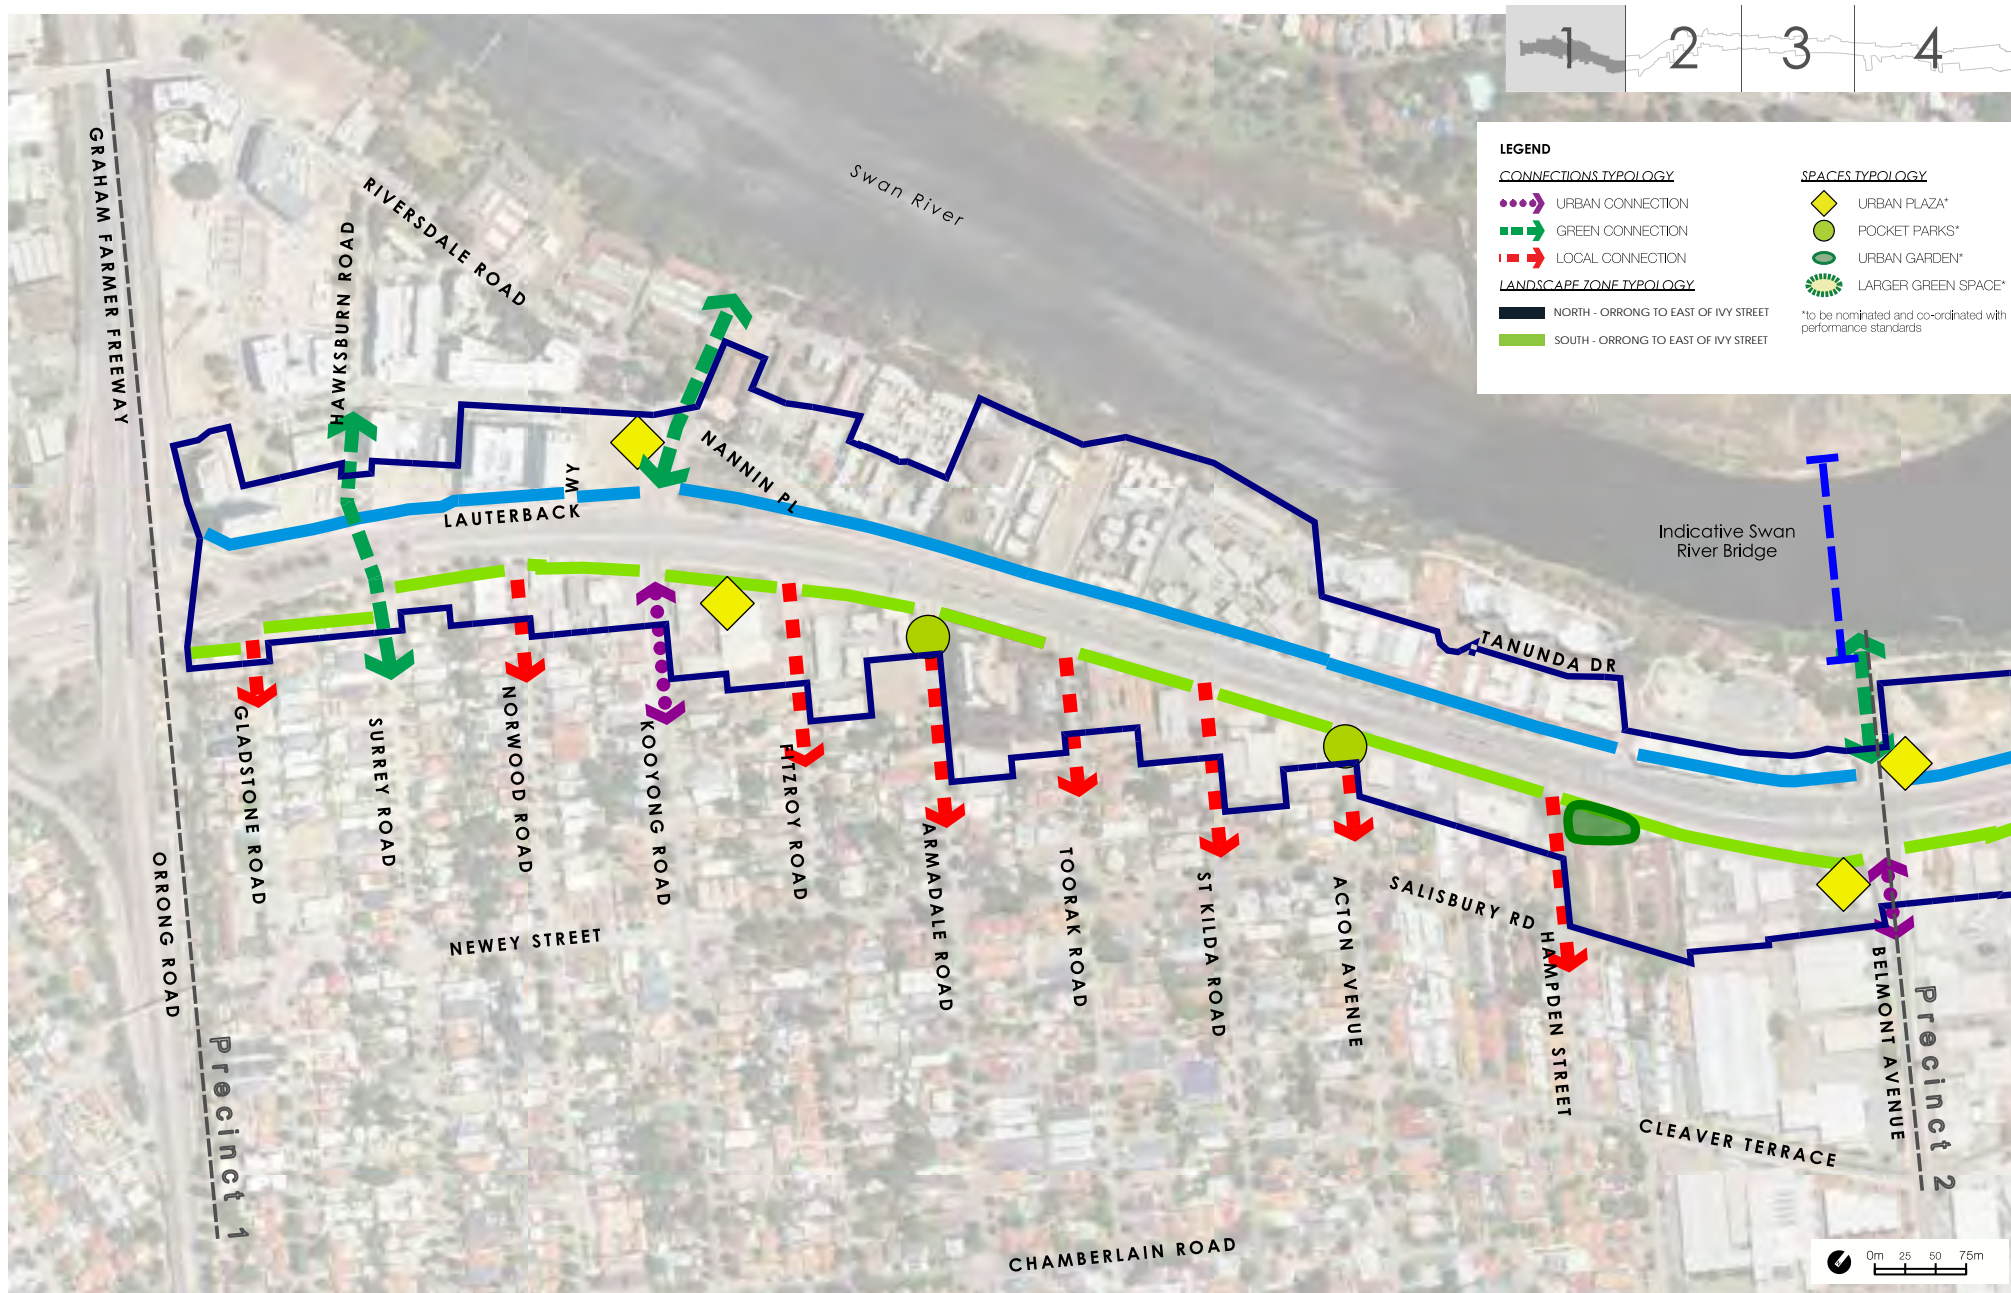 1
2
3
4
LEGEND
CONNECTIONS TYPOLOGY
URBAN CONNECTION
GREEN CONNECTION
LOCAL CONNECTION
LANDSCAPE ZONE TYPOLOGY
NORTH - ORRONG TO EAST OF IVY STREET
SOUTH - ORRONG TO EAST OF IVY STREET
SPACES TYPOLOGY
URBAN PLAZA*
POCKET PARKS*
URBAN GARDEN*
LARGER GREEN SPACE*
*to be nominated and co-ordinated with
performance standards
GRAHAM FARMER FREEWAY
HAWKSBURN ROAD
RIVERSDALE ROAD
Swan River
NANNIN PL
LAUTERBACK
WY
Indicative Swan
River Bridge
TANUNDA DR
GLADSTONE ROAD
SURREY ROAD
NORWOOD ROAD
KOOYONG ROAD
FITZROY ROAD
ARMADALE ROAD
TOORAK ROAD
ST KILDA ROAD
ACTON AVENUE
SALISBURY RD
HAMPDEN STREET
BELMONT AVENUE
ORRONG ROAD
NEWEY STREET
CLEAVER TERRACE
CHAMBERLAIN ROAD
Precinct 1
Precinct 2
0m 25 50 75m